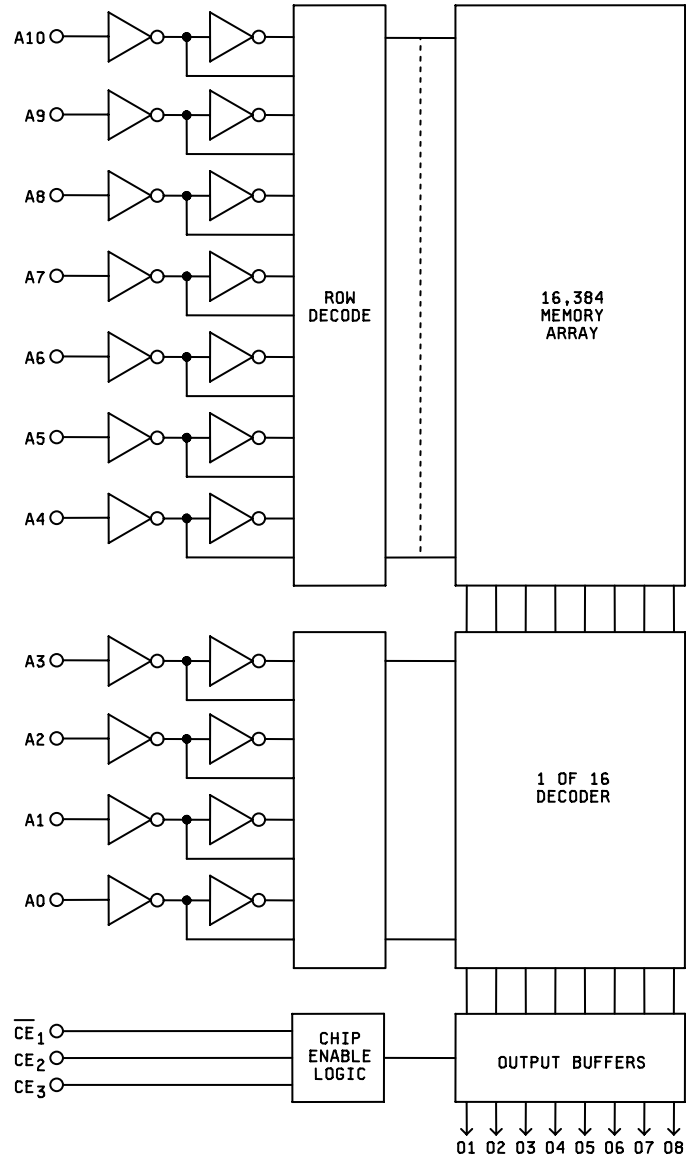 A10
A9
A8
A7
A6
A5
A4
ROW
DECODE
16,384
MEMORY
ARRAY
A3
A2
A1
A0
1 OF 16
DECODER
C̅E̅1
CE2
CE3
CHIP
ENABLE
LOGIC
OUTPUT BUFFERS
O1 O2 O3 O4 O5 O6 O7 O8